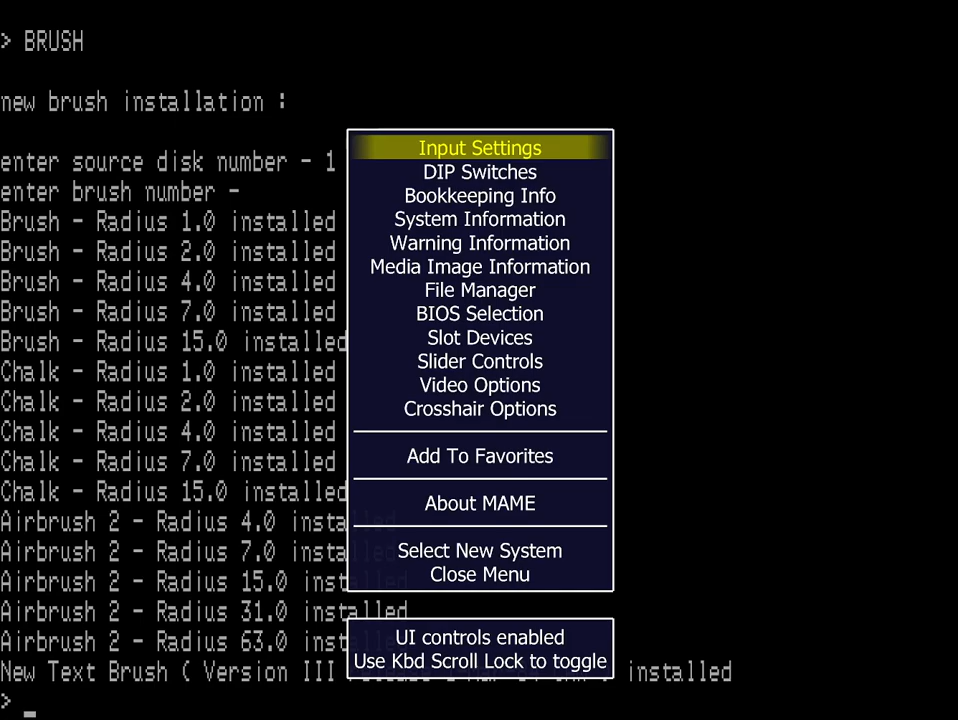 > BRUSH
new brush installation :
enter source disk number - 1
enter brush number -
Brush - Radius 1.0 installed
Brush - Radius 2.0 installed
Brush - Radius 4.0 installed
Brush - Radius 7.0 installed
Brush - Radius 15.0 installed
Chalk - Radius 1.0 installed
Chalk - Radius 2.0 installed
Chalk - Radius 4.0 installed
Chalk - Radius 7.0 installed
Chalk - Radius 15.0 installed
Airbrush 2 - Radius 4.0 installed
Airbrush 2 - Radius 7.0 installed
Airbrush 2 - Radius 15.0 installed
Airbrush 2 - Radius 31.0 installed
Airbrush 2 - Radius 63.0 installed
New Text Brush ( Version III installed
> _
Input Settings
DIP Switches
Bookkeeping Info
System Information
Warning Information
Media Image Information
File Manager
BIOS Selection
Slot Devices
Slider Controls
Video Options
Crosshair Options
Add To Favorites
About MAME
Select New System
Close Menu
UI controls enabled
Use Kbd Scroll Lock to toggle